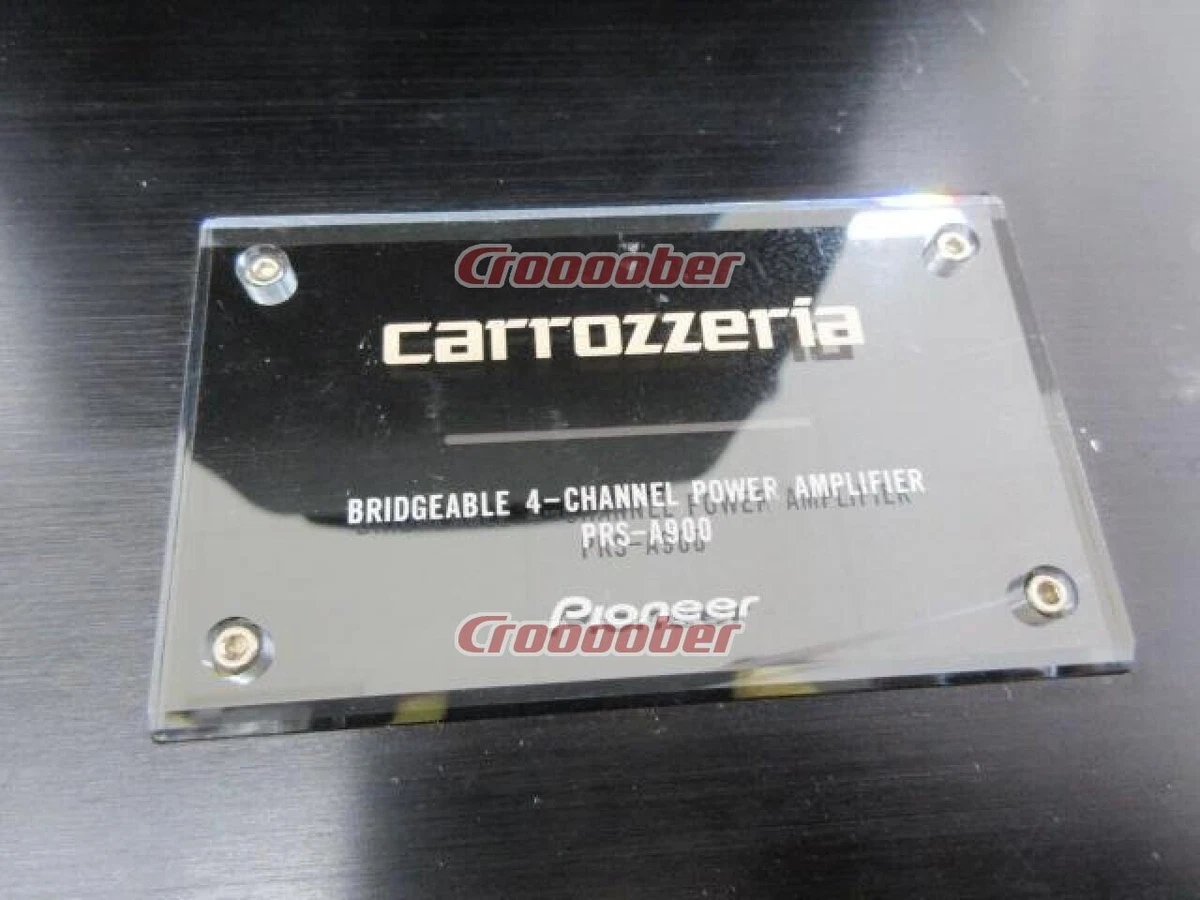 Croooober
carrozzeria
BRIDGEABLE 4-CHANNEL POWER AMPLIFIER
PRS-A900
Pioneer
Croooober